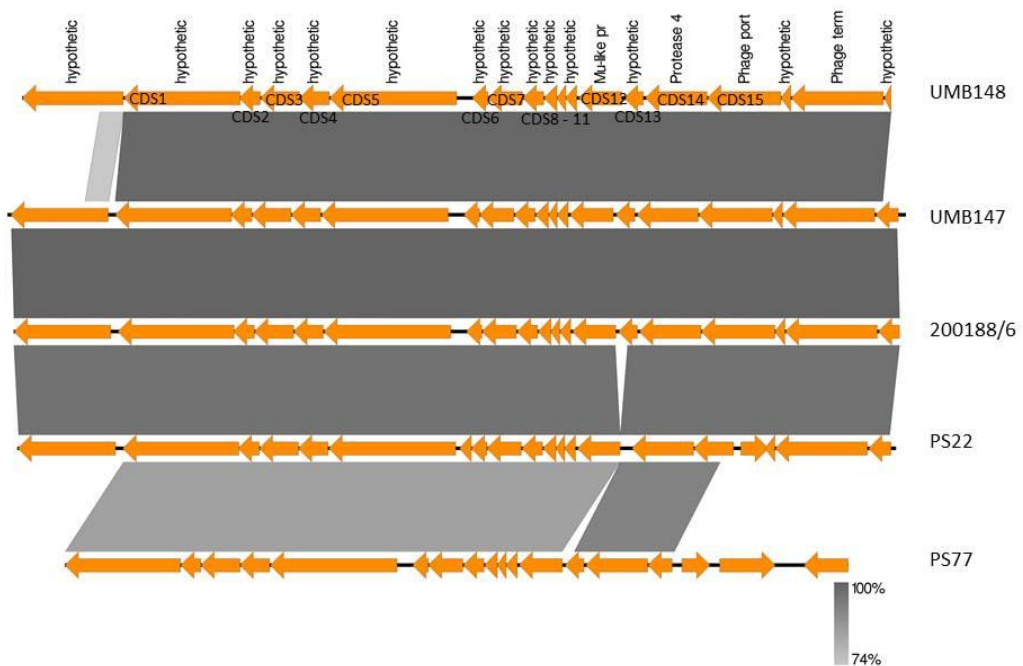 hypothetic
hypothetic
hypothetic
hypothetic
hypothetic
hypothetic
hypothetic
hypothetic
hypothetic
hypothetic
hypothetic
Mu-like pr
hypothetic
Protease 4
Phage port
hypothetic
Phage term
hypothetic
CDS1 CDS3 CDS5 CDS7 CDS12 CDS14 CDS15 UMB148
CDS2 CDS4 CDS6 CDS8 - 11 CDS13
UMB147
200188/6
PS22
PS77
100%
74%